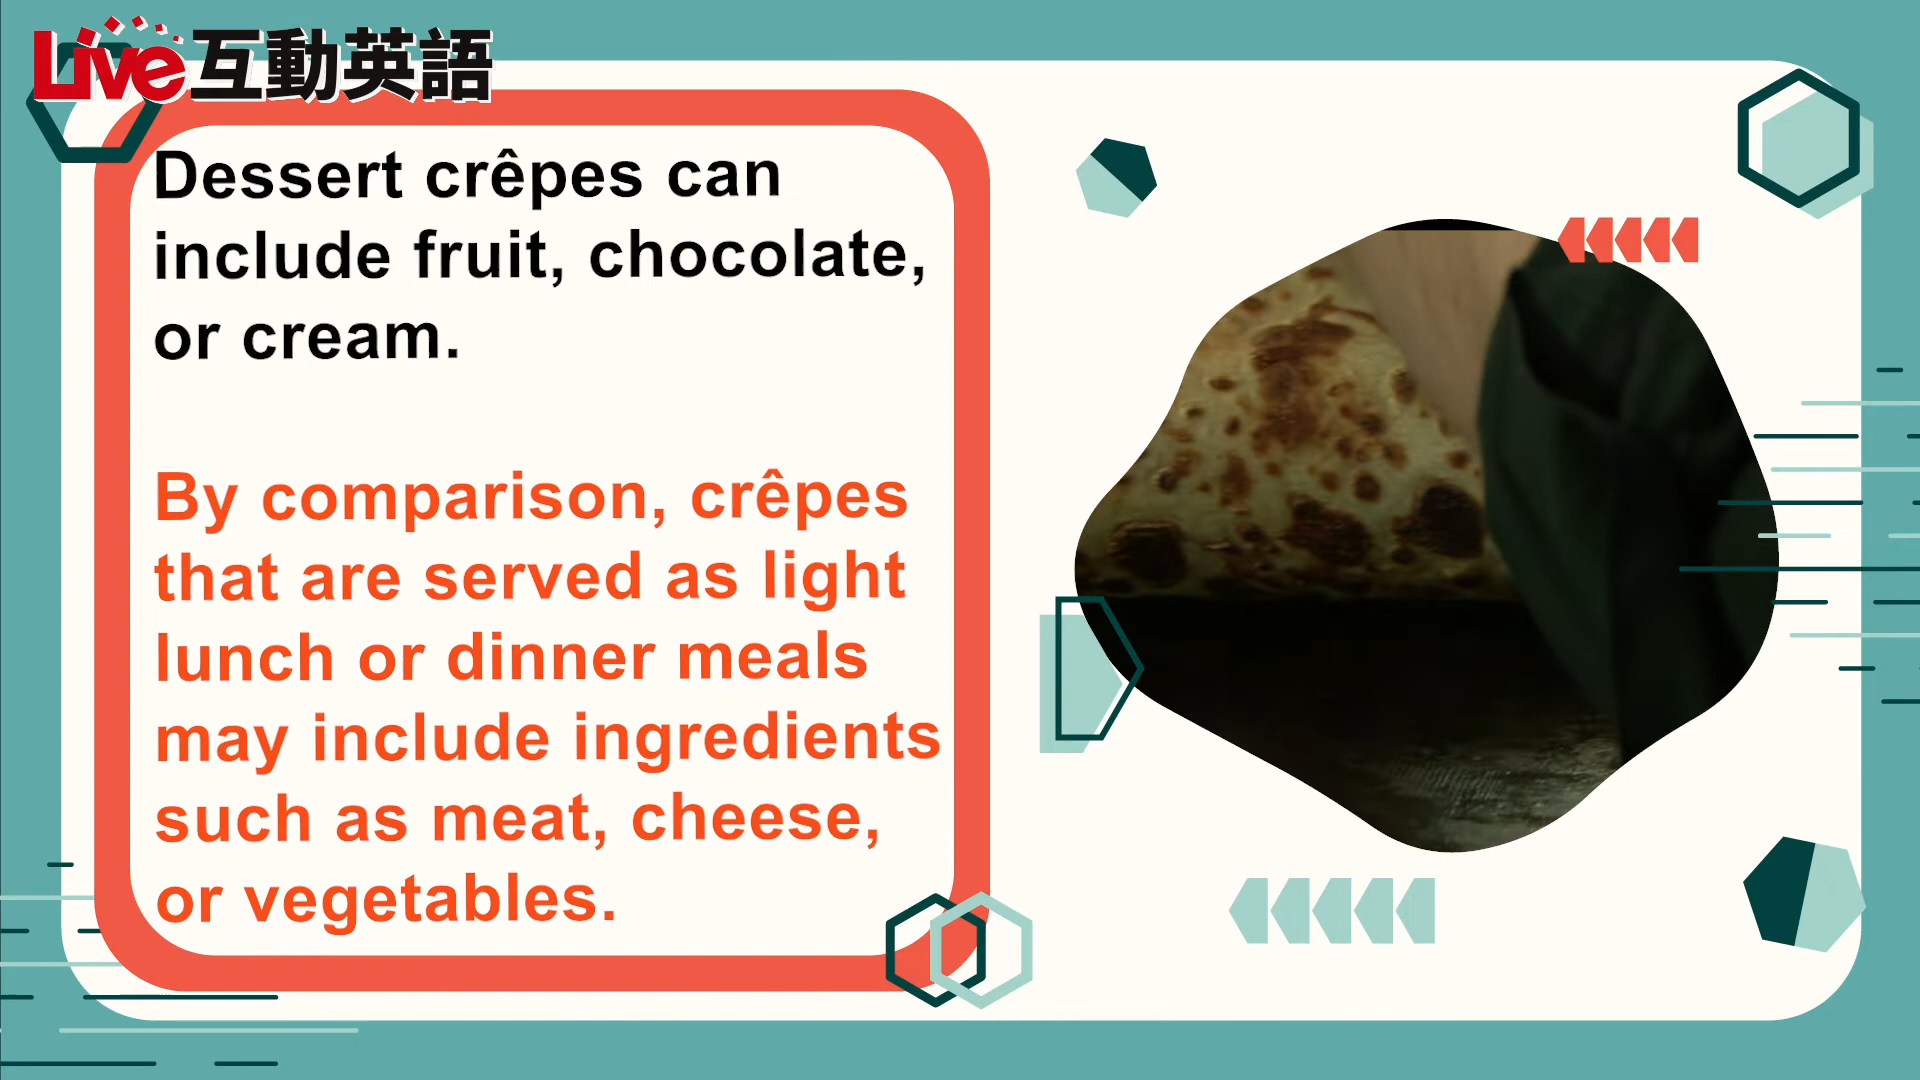 Live互動英語
Dessert crêpes can
include fruit, chocolate,
or cream.
By comparison, crêpes
that are served as light
lunch or dinner meals
may include ingredients
such as meat, cheese,
or vegetables.